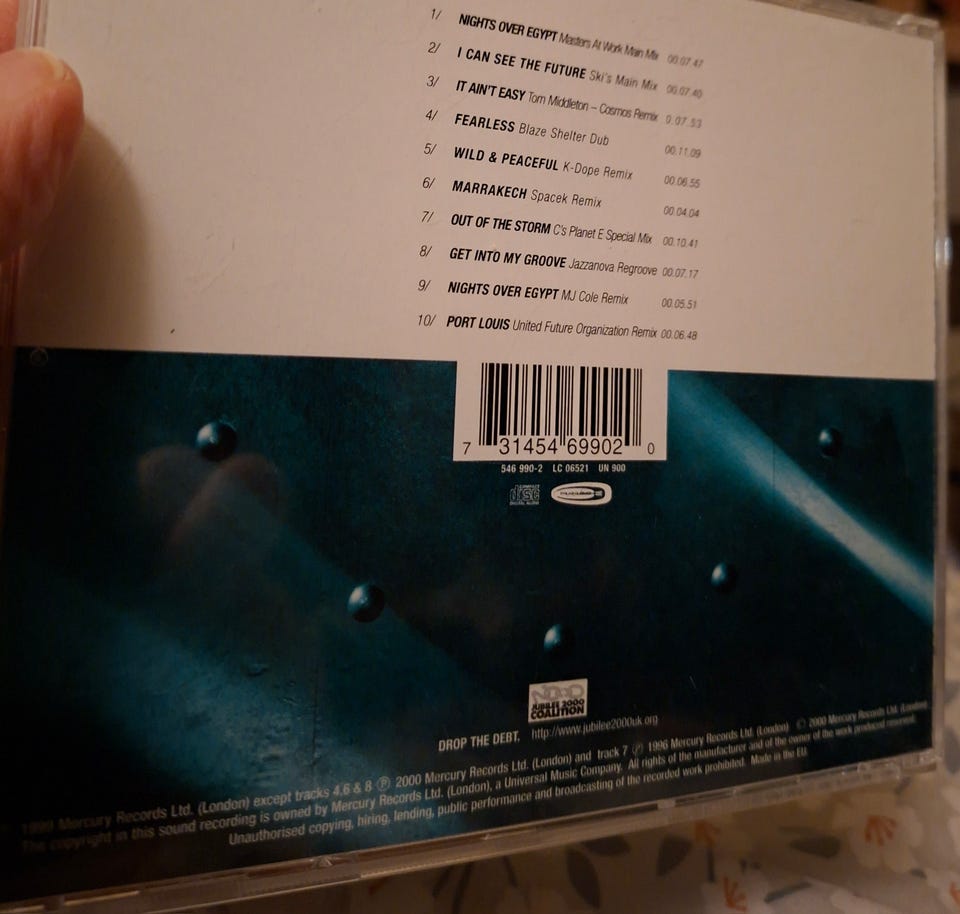 1/ NIGHTS OVER EGYPT Masters At Work Main Mix 00.07.47
2/ I CAN SEE THE FUTURE Ski's Main Mix 00.07.40
3/ IT AIN'T EASY Tom Middleton – Cosmos Remix 0.07.53
4/ FEARLESS Blaze Shelter Dub 00.11.09
5/ WILD & PEACEFUL K-Dope Remix 00.06.55
6/ MARRAKECH Spacek Remix 00.04.04
7/ OUT OF THE STORM C's Planet E Special Mix 00.10.41
8/ GET INTO MY GROOVE Jazzanova Regroove 00.07.17
9/ NIGHTS OVER EGYPT MJ Cole Remix 00.05.51
10/ PORT LOUIS United Future Organization Remix 00.06.48
7 31454 69902 0
546 990-2 LC 06521 UN 900
COMPACT
disc
DIGITAL AUDIO
JUBILEE 2000
COALITION
DROP THE DEBT. http://www.jubilee2000uk.org
1999 Mercury Records Ltd. (London) except tracks 4,6 & 8 ℗ 2000 Mercury Records Ltd. (London) and track 7 ℗ 1996 Mercury Records Ltd. (London) © 2000 Mercury Records Ltd. (London)
The copyright in this sound recording is owned by Mercury Records Ltd. (London), a Universal Music Company. All rights of the manufacturer and of the owner of the work produced reserved.
Unauthorised copying, hiring, lending, public performance and broadcasting of the recorded work prohibited. Made in the EU.